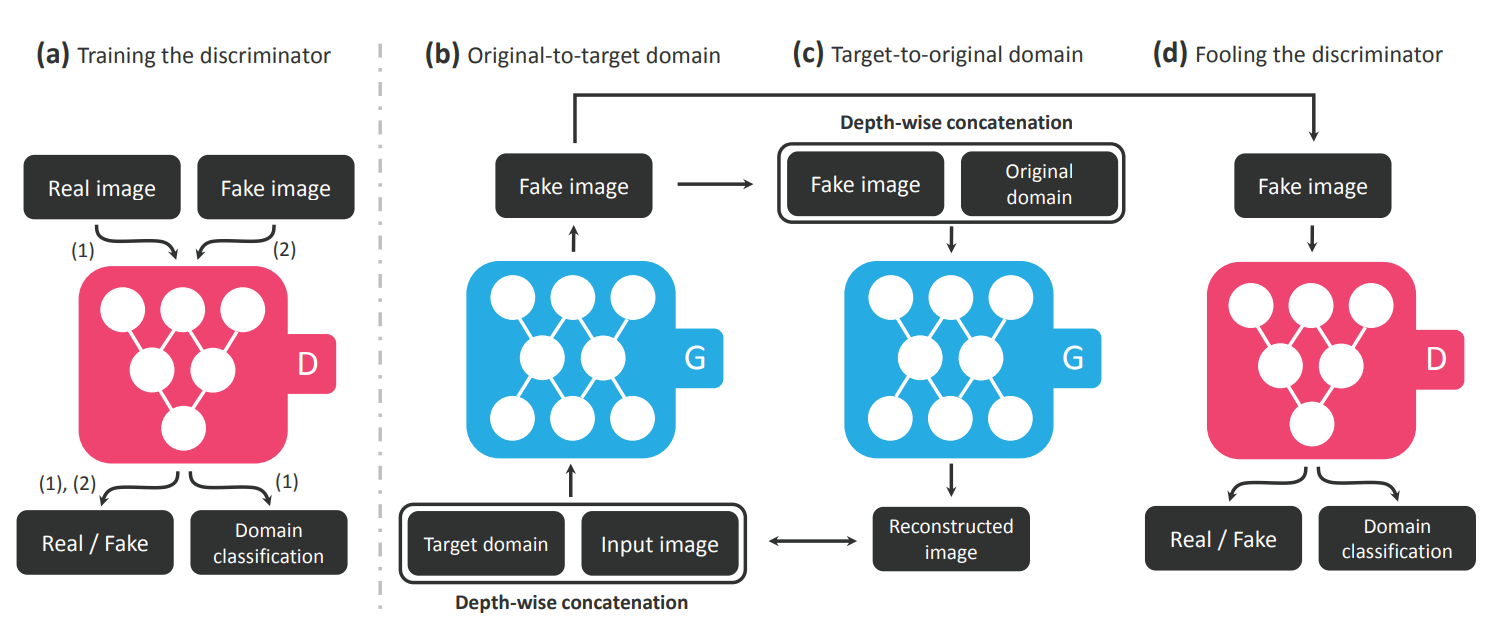 (a) Training the discriminator
Real image
Fake image
(1)
(2)
D
(1), (2)
(1)
Real / Fake
Domain
classification
(b) Original-to-target domain
Fake image
G
Target domain
Input image
Depth-wise concatenation
(c) Target-to-original domain
Depth-wise concatenation
Fake image
Original
domain
G
Reconstructed
image
(d) Fooling the discriminator
Fake image
D
Real / Fake
Domain
classification